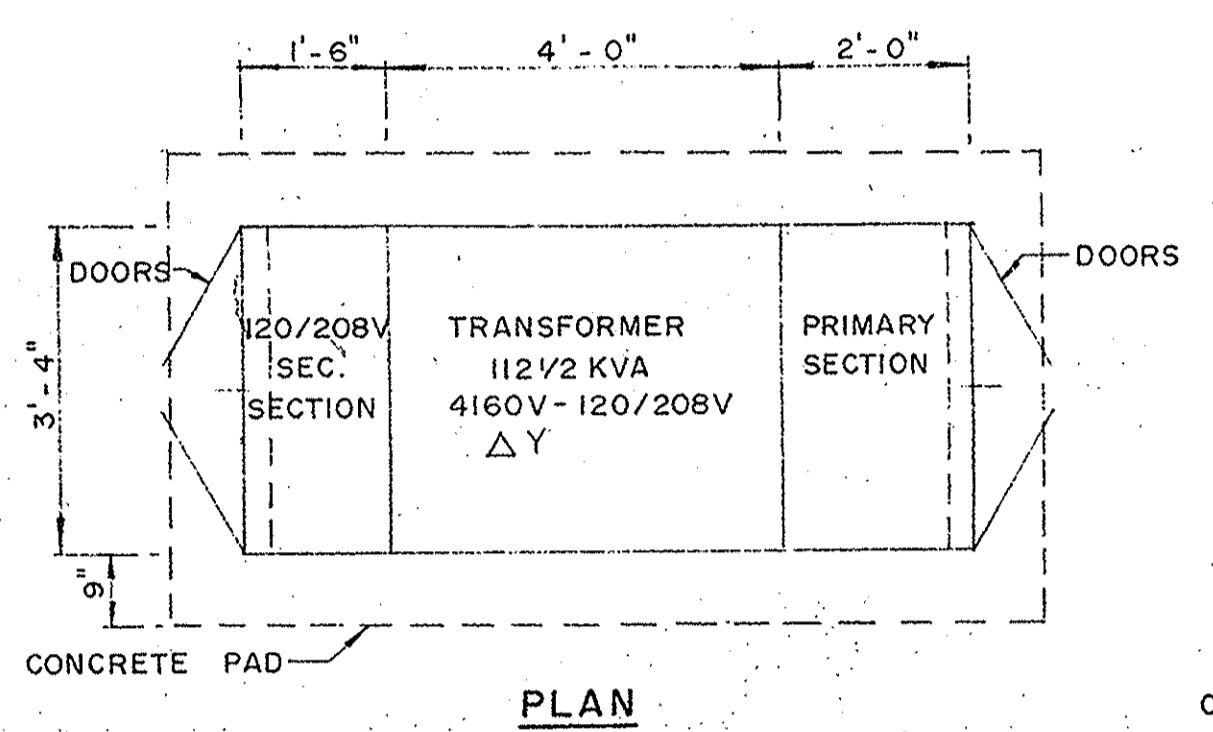 1'-6" 4'-0" 2'-0"
DOORS
DOORS
120/208V
SEC.
SECTION
TRANSFORMER
112 1/2 KVA
4160V-120/208V
△ Y
PRIMARY
SECTION
3'-4"
9"
CONCRETE PAD
PLAN